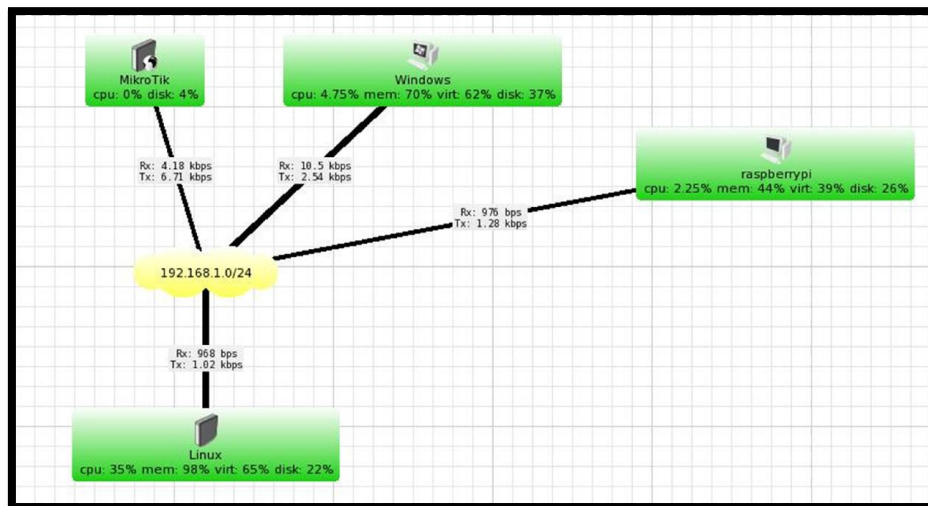 MikroTik
cpu: 0% disk: 4%
Windows
cpu: 4.75% mem: 70% virt: 62% disk: 37%
raspberrypi
cpu: 2.25% mem: 44% virt: 39% disk: 26%
Rx: 4.18 kbps
Tx: 6.71 kbps
Rx: 10.5 kbps
Tx: 2.54 kbps
Rx: 976 bps
Tx: 1.28 kbps
192.168.1.0/24
Rx: 968 bps
Tx: 1.02 kbps
Linux
cpu: 35% mem: 98% virt: 65% disk: 22%